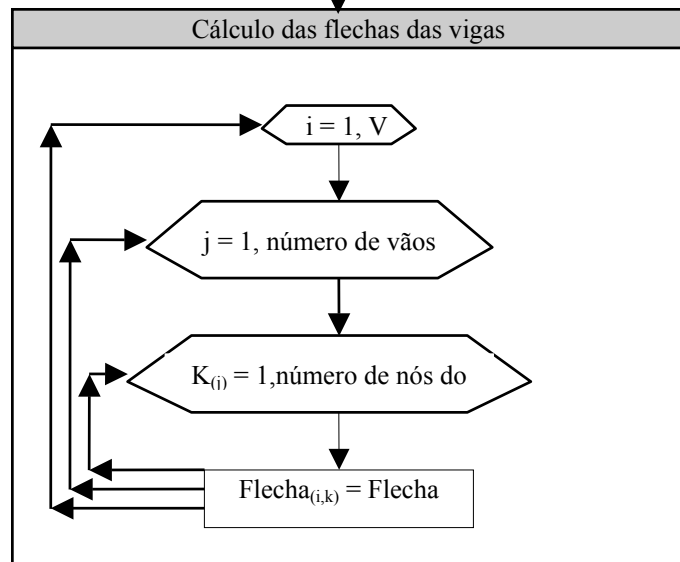 Cálculo das flechas das vigas
i = 1, V
j = 1, número de vãos
K(j) = 1,número de nós do
Flecha(i,k) = Flecha